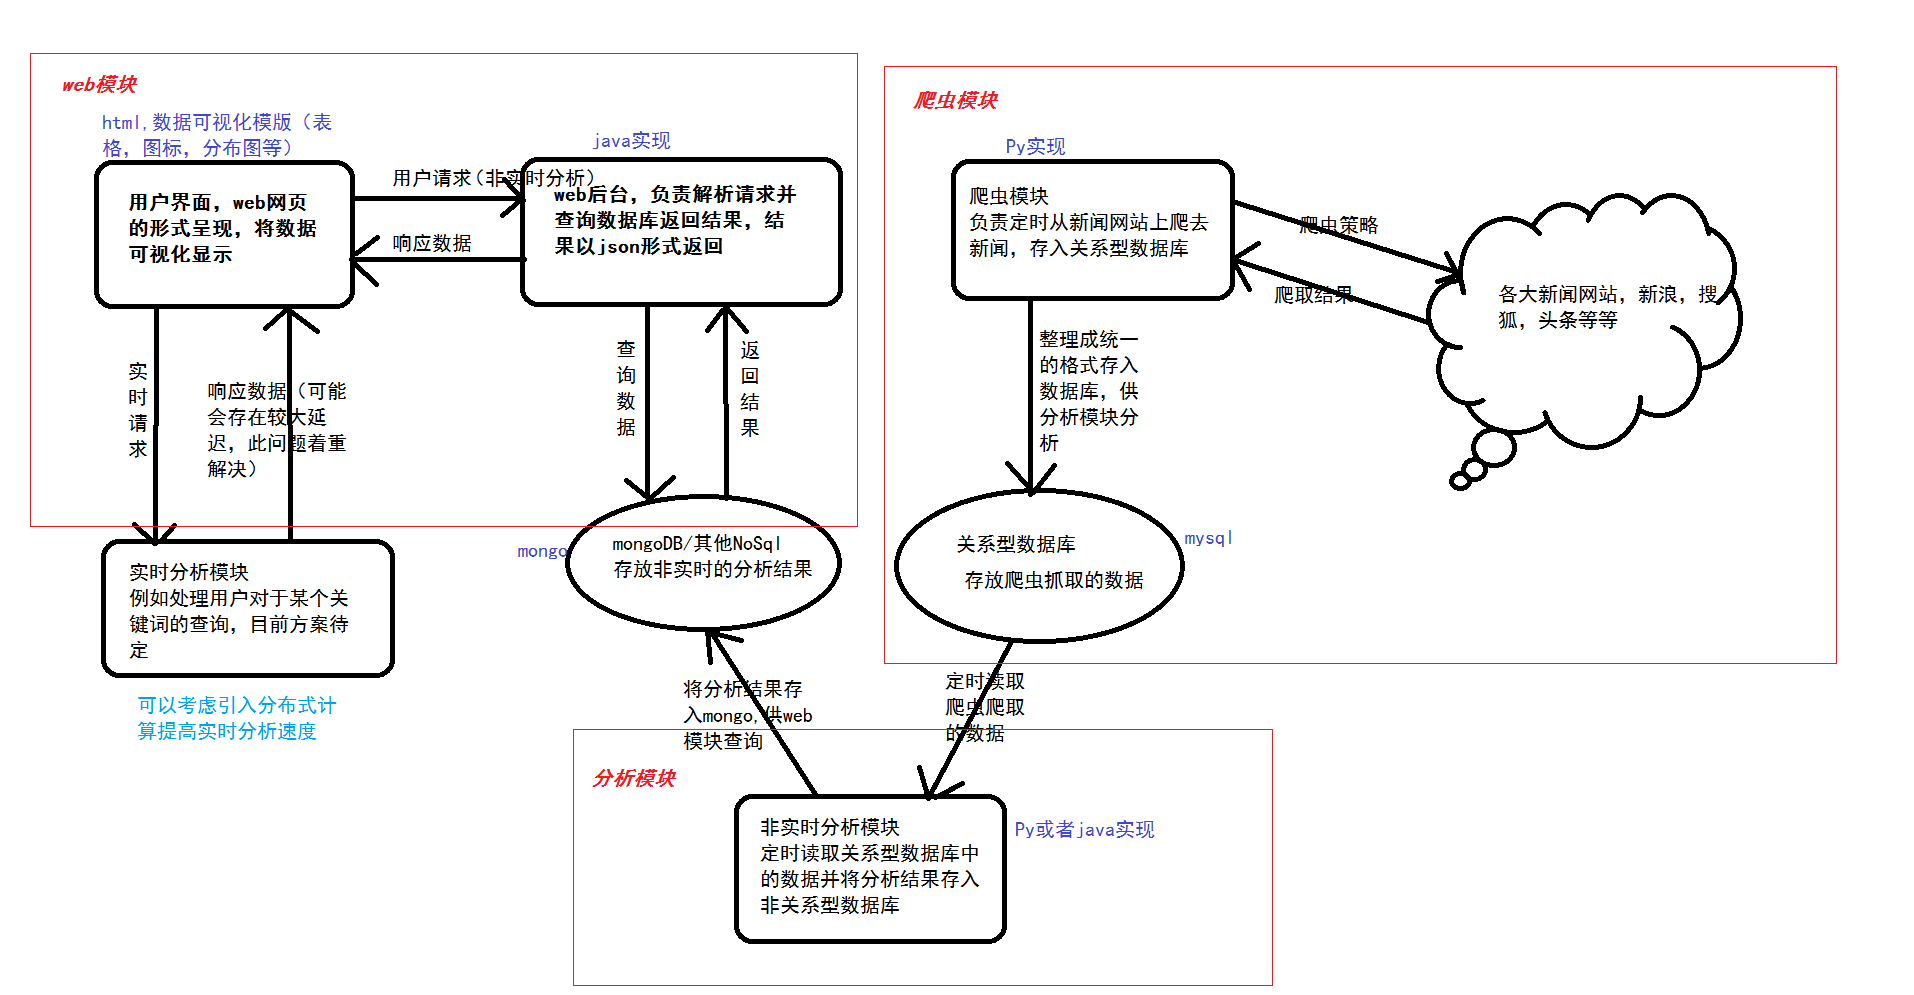 web模块
html,数据可视化模版（表
格，图标，分布图等）
用户界面，web网页
的形式呈现，将数据
可视化显示
用户请求（非实时分析）
响应数据
java实现
web后台，负责解析请求并
查询数据库返回结果，结
果以json形式返回
实
时
请
求
响应数据（可能
会存在较大延
迟，此问题着重
解决）
查
询
数
据
返
回
结
果
实时分析模块
例如处理用户对于某个关
键词的查询，目前方案待
定
可以考虑引入分布式计
算提高实时分析速度
mongo
mongoDB/其他NoSql
存放非实时的分析结果
爬虫模块
Py实现
爬虫模块
负责定时从新闻网站上爬去
新闻，存入关系型数据库
爬虫策略
爬取结果
各大新闻网站，新浪，搜
狐，头条等等
整理成统一
的格式存入
数据库，供
分析模块分
析
关系型数据库
存放爬虫抓取的数据
mysql
将分析结果存
入mongo,供web
模块查询
定时读取
爬虫爬取
的数据
分析模块
非实时分析模块
定时读取关系型数据库中
的数据并将分析结果存入
非关系型数据库
Py或者java实现